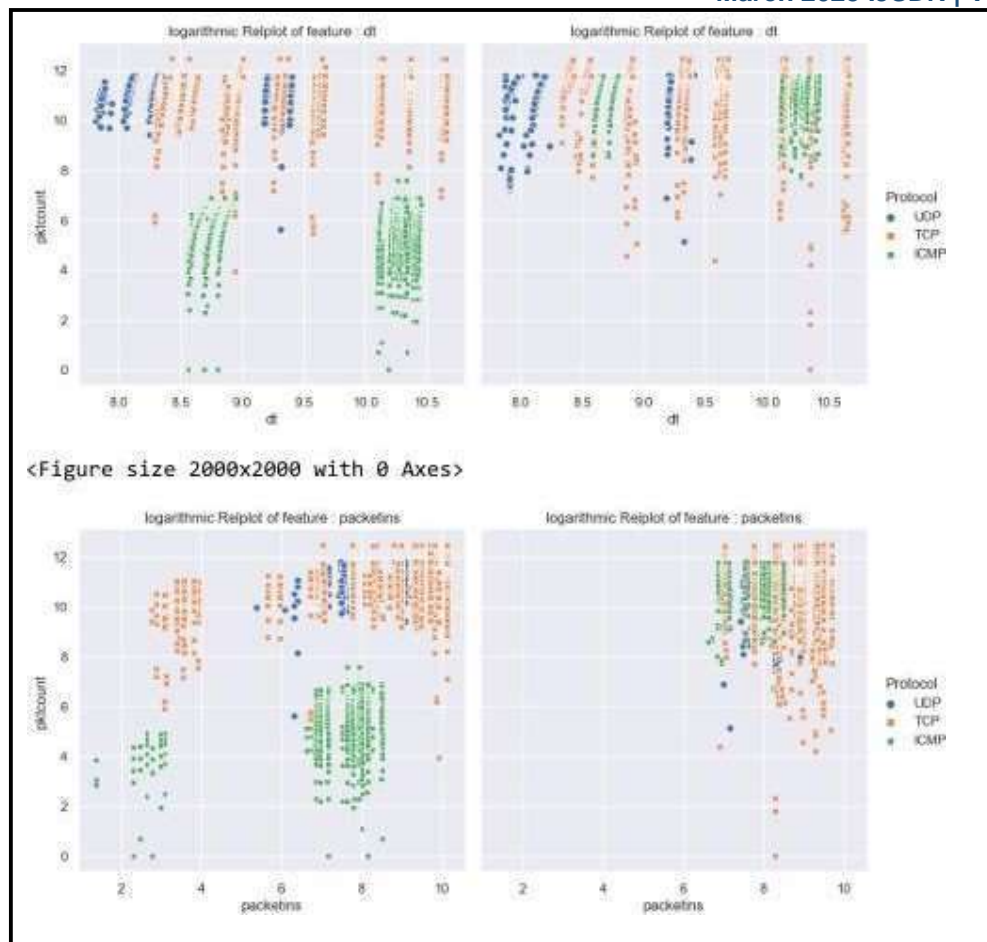 logarithmic Relplot of feature : dt
logarithmic Relplot of feature : dt
pktcount
12
10
8
6
4
2
0
8.0 8.5 9.0 9.5 10.0 10.5
8.0 8.5 9.0 9.5 10.0 10.5
dt
dt
Protocol
UDP
TCP
ICMP
<Figure size 2000x2000 with 0 Axes>
logarithmic Relplot of feature : packetins
logarithmic Relplot of feature : packetins
pktcount
12
10
8
6
4
2
0
2 4 6 8 10
2 4 6 8 10
packetins
packetins
Protocol
UDP
TCP
ICMP